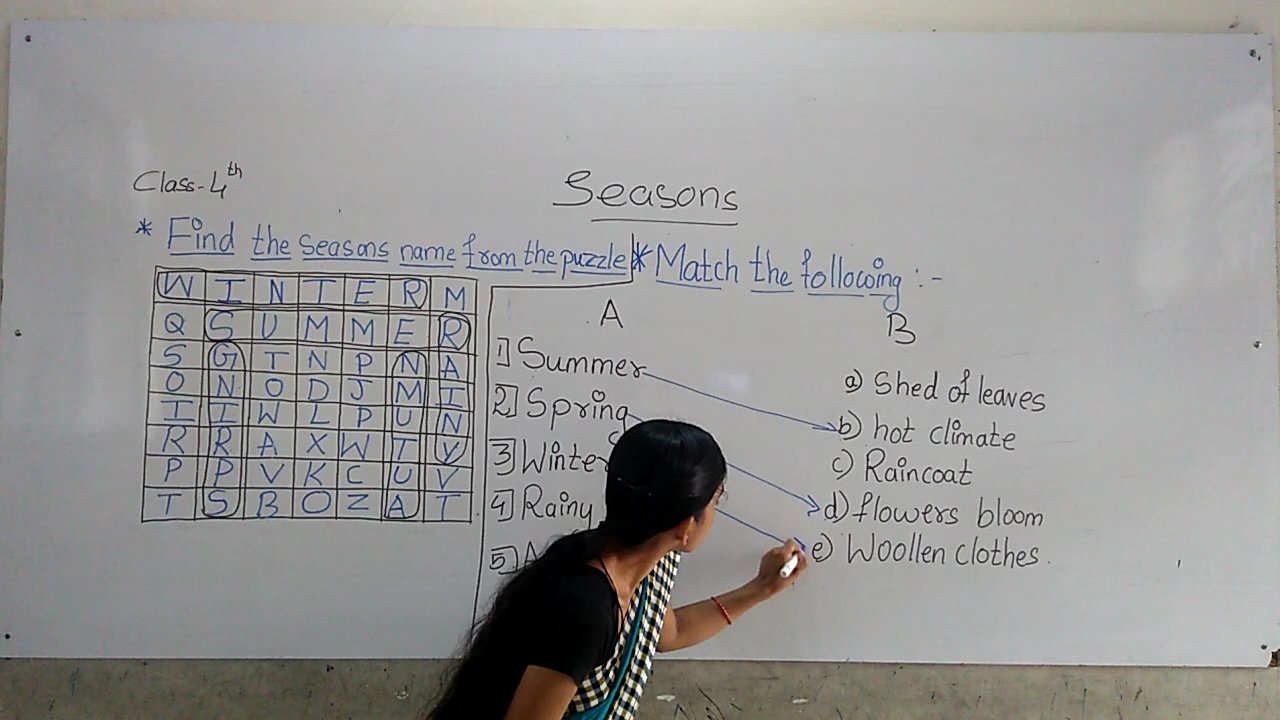 Class-4th
Seasons
* Find the seasons name from the puzzle
W I N T E R M
Q S U M M E R
S G T N P N A
O N O D J M I
I I W L P U N
R R A X W T Y
P P V K C U V
T S B O Z A T
* Match the following :-
A
1] Summer
2] Spring
3] Winte
4] Rainy
5] A
B
a) Shed of leaves
b) hot climate
c) Raincoat
d) flowers bloom
e) Woollen clothes.